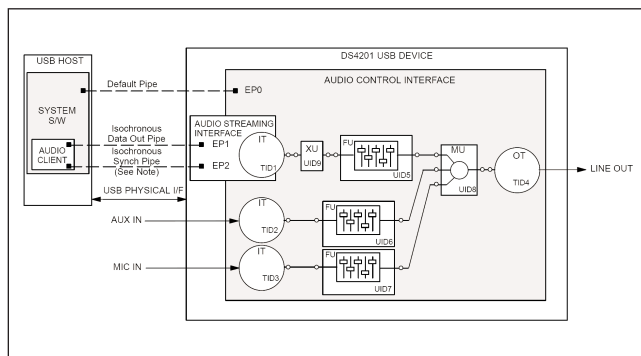 DS4201 USB DEVICE
USB HOST
AUDIO CONTROL INTERFACE
Default Pipe
EP0
SYSTEM
S/W
AUDIO STREAMING
INTERFACE
Isochronous
Data Out Pipe
EP1
IT
TID1
XU
UID9
FU
UID5
MU
UID8
OT
TID4
LINE OUT
AUDIO
CLIENT
Isochronous
Synch Pipe
(See Note)
EP2
USB PHYSICAL I/F
AUX IN
IT
TID2
FU
UID6
MIC IN
IT
TID3
FU
UID7